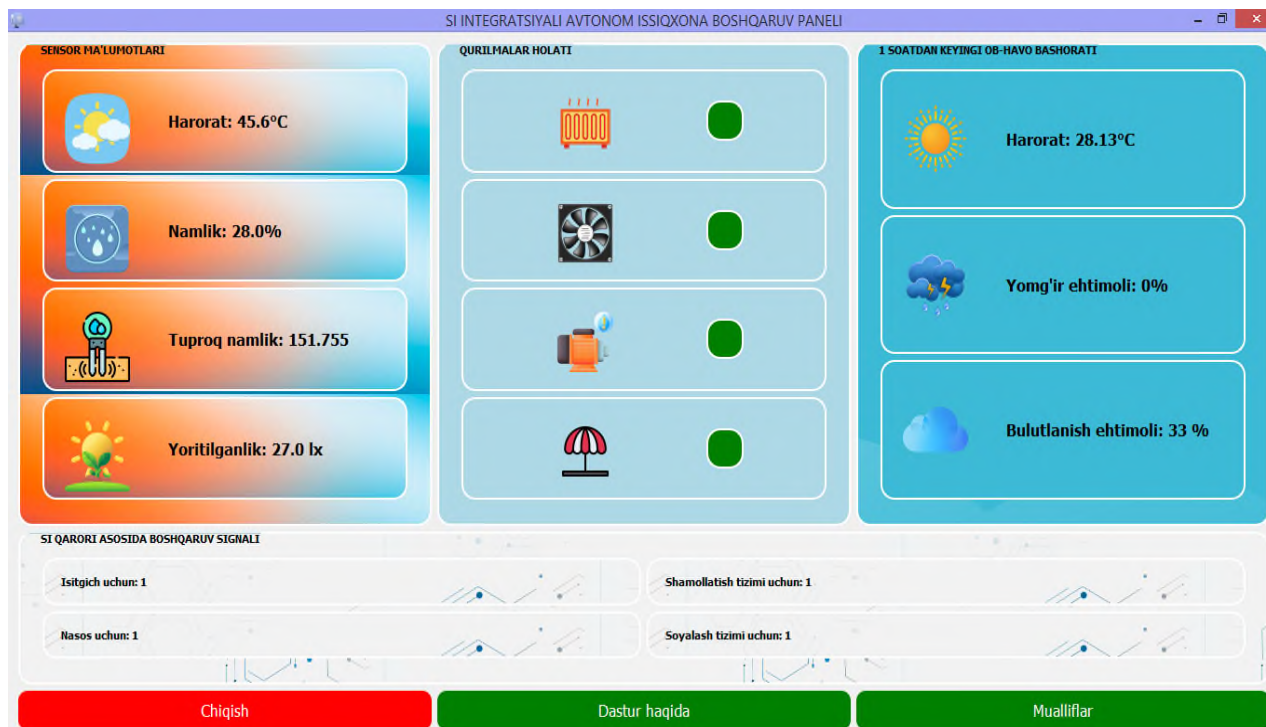 SI INTEGRATSIYALI AVTONOM ISSIQXONA BOSHQARUV PANELI
SENSOR MA'LUMOTLARI
Harorat: 45.6°C
Namlik: 28.0%
Tuproq namlik: 151.755
Yoritilganlik: 27.0 lx
QURILMALAR HOLATI
1 SOATDAN KEYINGI OB-HAVO BASHORATI
Harorat: 28.13°C
Yomg'ir ehtimoli: 0%
Bulutlanish ehtimoli: 33 %
SI QARORI ASOSIDA BOSHQARUV SIGNALI
Isitgich uchun: 1
Shamollatish tizimi uchun: 1
Nasos uchun: 1
Soyalash tizimi uchun: 1
Chiqish
Dastur haqida
Mualliflar